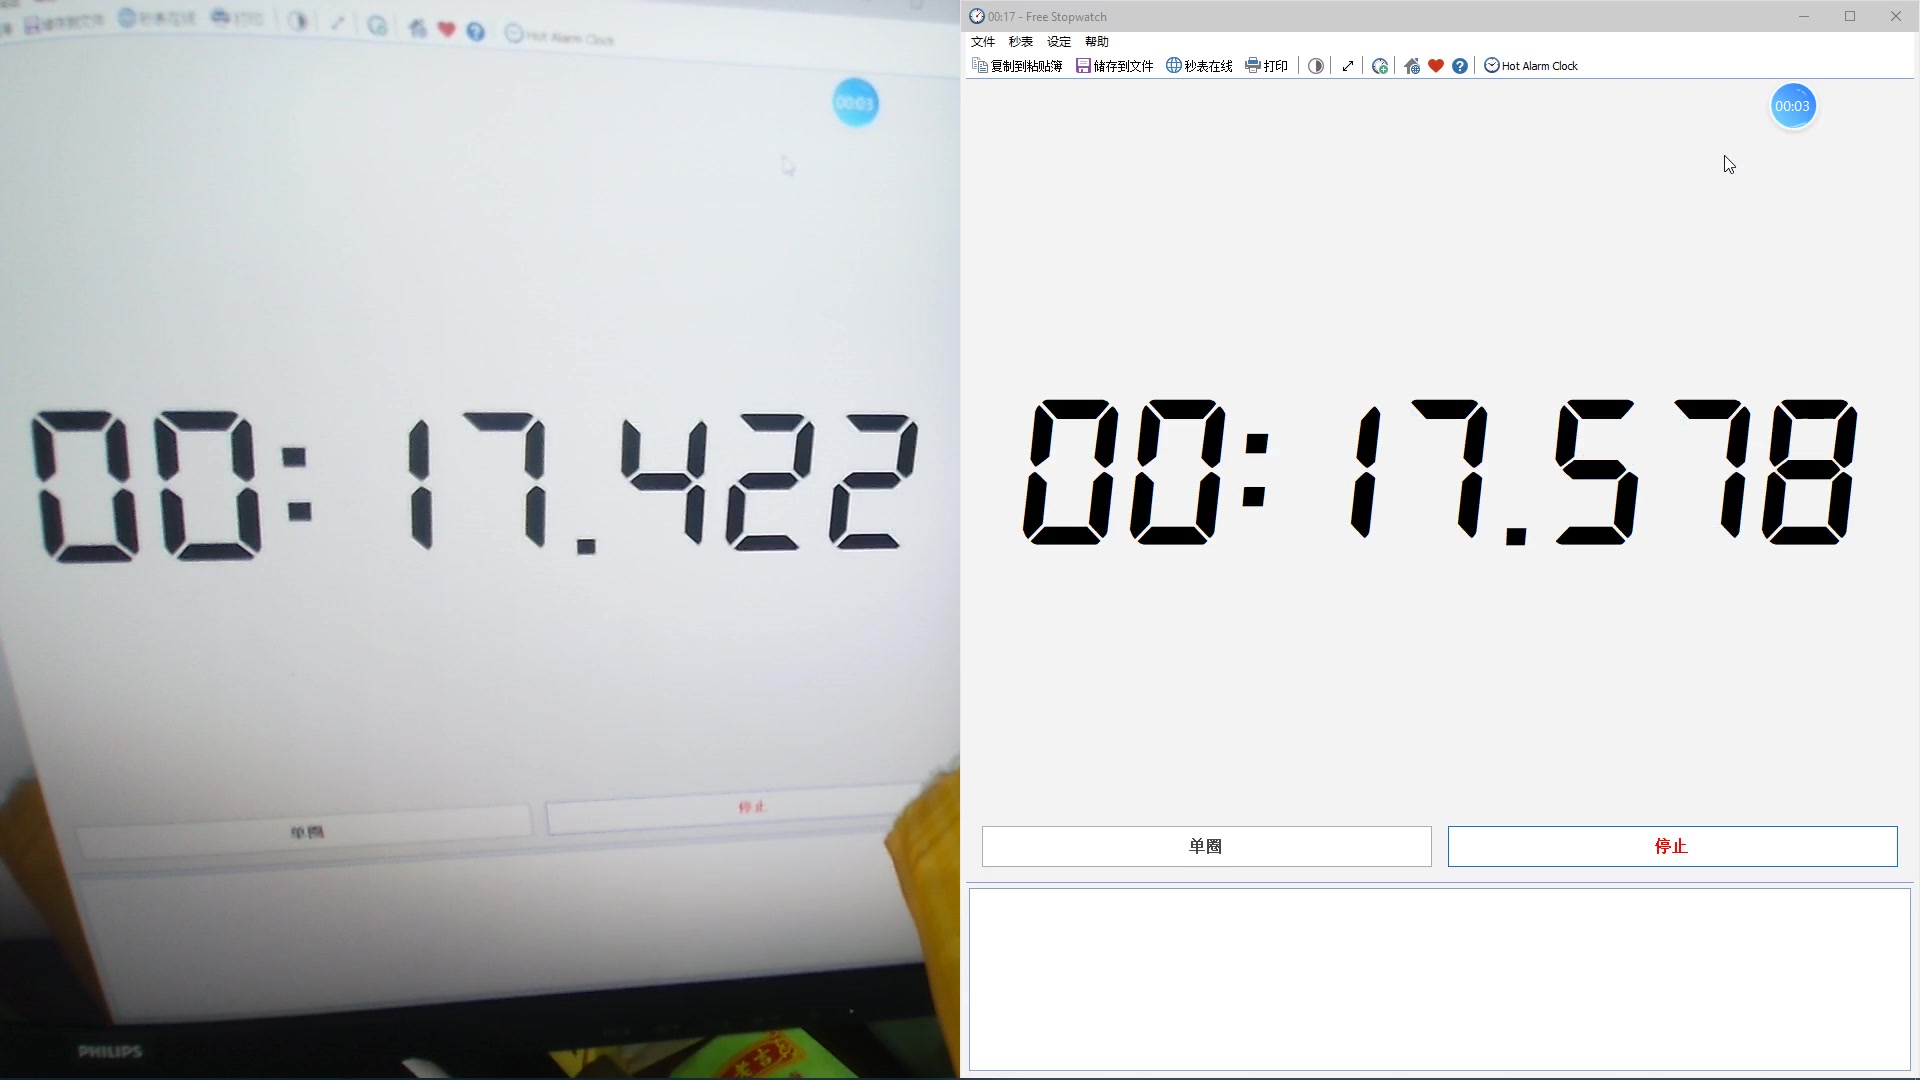 储存到文件 秒表在线 打印 Hot Alarm Clock
00:03
00:17.422
单圈 停止
PHILIPS
00:17 - Free Stopwatch
文件 秒表 设定 帮助
复制到粘贴簿 储存到文件 秒表在线 打印 Hot Alarm Clock
00:03
00:17.578
单圈 停止